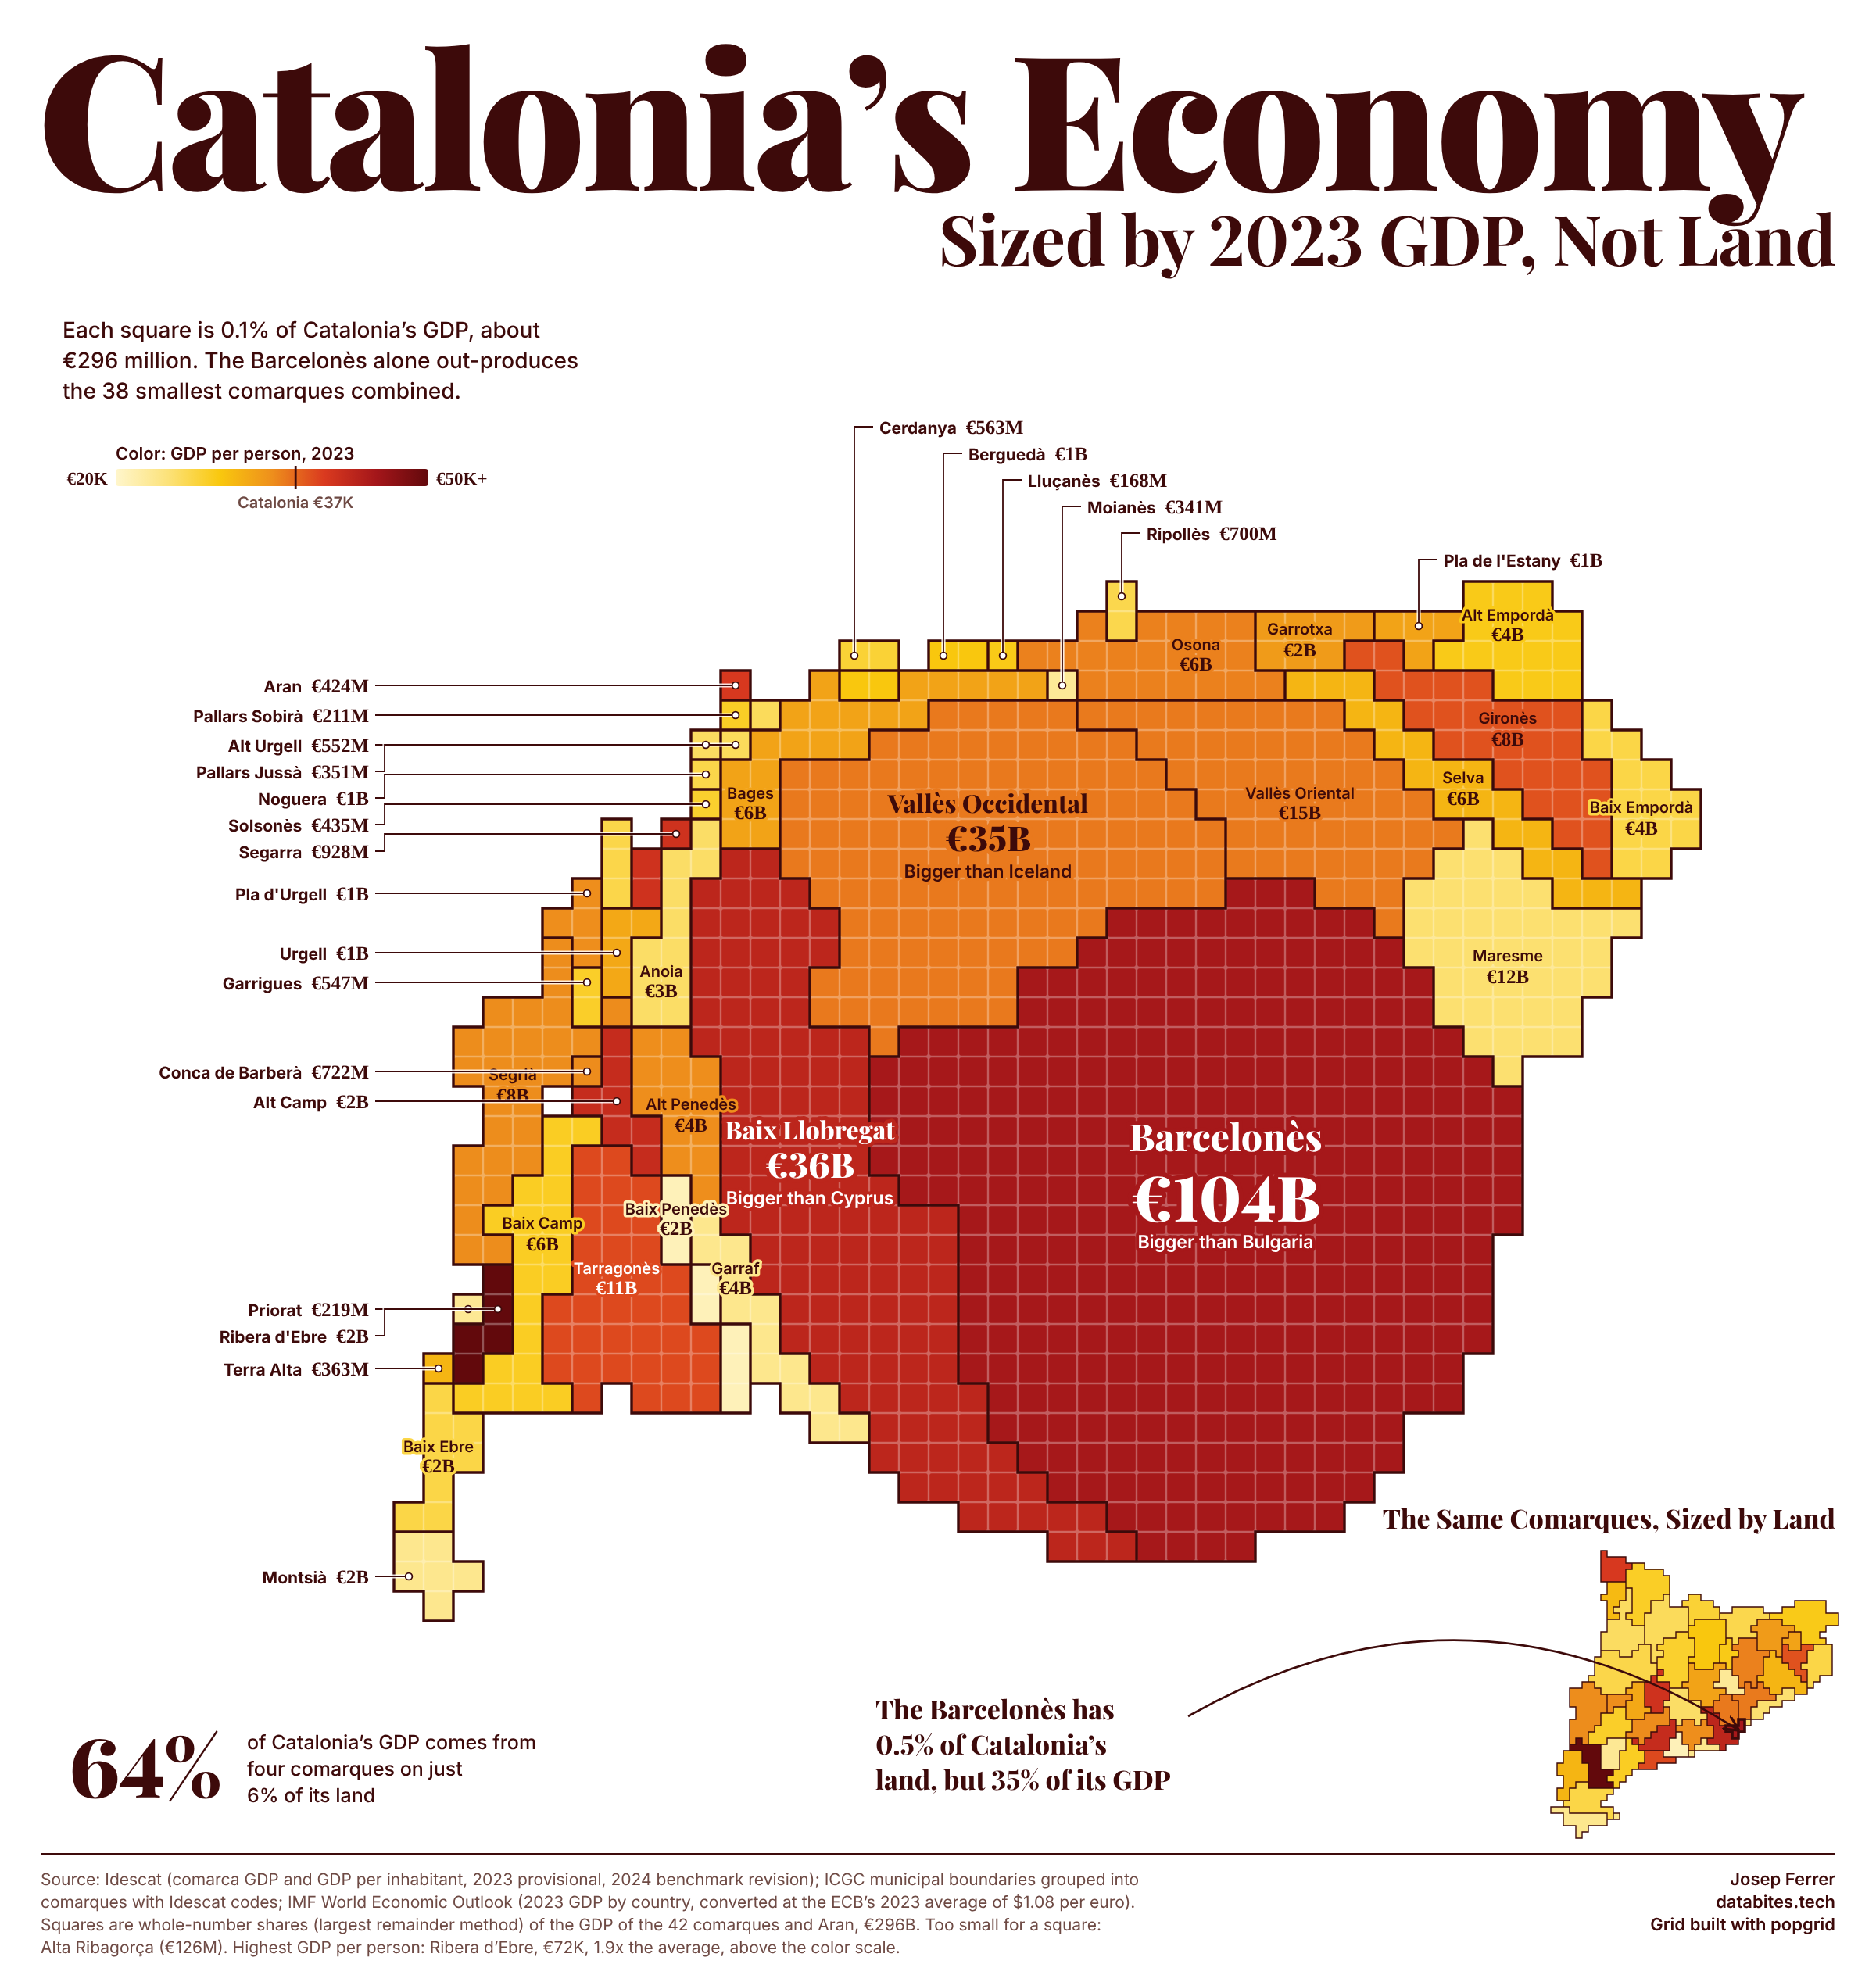 Catalonia’s Economy
Sized by 2023 GDP, Not Land
Each square is 0.1% of Catalonia’s GDP, about
€296 million. The Barcelonès alone out-produces
the 38 smallest comarques combined.
Color: GDP per person, 2023
€20K
€50K+
Catalonia €37K
Cerdanya €563M
Berguedà €1B
Lluçanès €168M
Moianès €341M
Ripollès €700M
Pla de l'Estany €1B
Alt Empordà
€4B
Garrotxa
€2B
Osona
€6B
Aran €424M
Pallars Sobirà €211M
Alt Urgell €552M
Pallars Jussà €351M
Noguera €1B
Solsonès €435M
Segarra €928M
Pla d'Urgell €1B
Urgell €1B
Garrigues €547M
Conca de Barberà €722M
Alt Camp €2B
Priorat €219M
Ribera d'Ebre €2B
Terra Alta €363M
Montsià €2B
Gironès
€8B
Selva
€6B
Baix Empordà
€4B
Bages
€6B
Vallès Occidental
€35B
Bigger than Iceland
Vallès Oriental
€15B
Maresme
€12B
Anoia
€3B
Segrià
€8B
Alt Penedès
€4B
Baix Llobregat
€36B
Bigger than Cyprus
Barcelonès
€104B
Bigger than Bulgaria
Baix Penedès
€2B
Baix Camp
€6B
Tarragonès
€11B
Garraf
€4B
Baix Ebre
€2B
The Same Comarques, Sized by Land
The Barcelonès has
0.5% of Catalonia’s
land, but 35% of its GDP
64%
of Catalonia’s GDP comes from
four comarques on just
6% of its land
Source: Idescat (comarca GDP and GDP per inhabitant, 2023 provisional, 2024 benchmark revision); ICGC municipal boundaries grouped into
comarques with Idescat codes; IMF World Economic Outlook (2023 GDP by country, converted at the ECB’s 2023 average of $1.08 per euro).
Squares are whole-number shares (largest remainder method) of the GDP of the 42 comarques and Aran, €296B. Too small for a square:
Alta Ribagorça (€126M). Highest GDP per person: Ribera d’Ebre, €72K, 1.9x the average, above the color scale.
Josep Ferrer
databites.tech
Grid built with popgrid